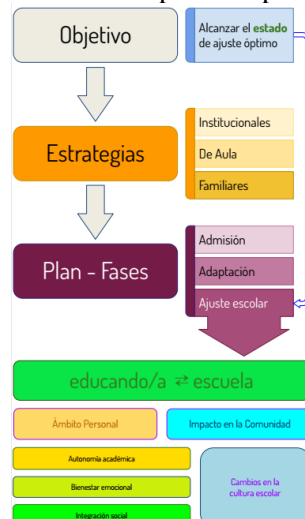 Objetivo
Alcanzar el estado
de ajuste óptimo
Estrategias
Institucionales
De Aula
Familiares
Plan - Fases
Admisión
Adaptación
Ajuste escolar
educando/a ⇄ escuela
Ámbito Personal
Impacto en la Comunidad
Autonomía académica
Bienestar emocional
Integración social
Cambios en la
cultura escolar